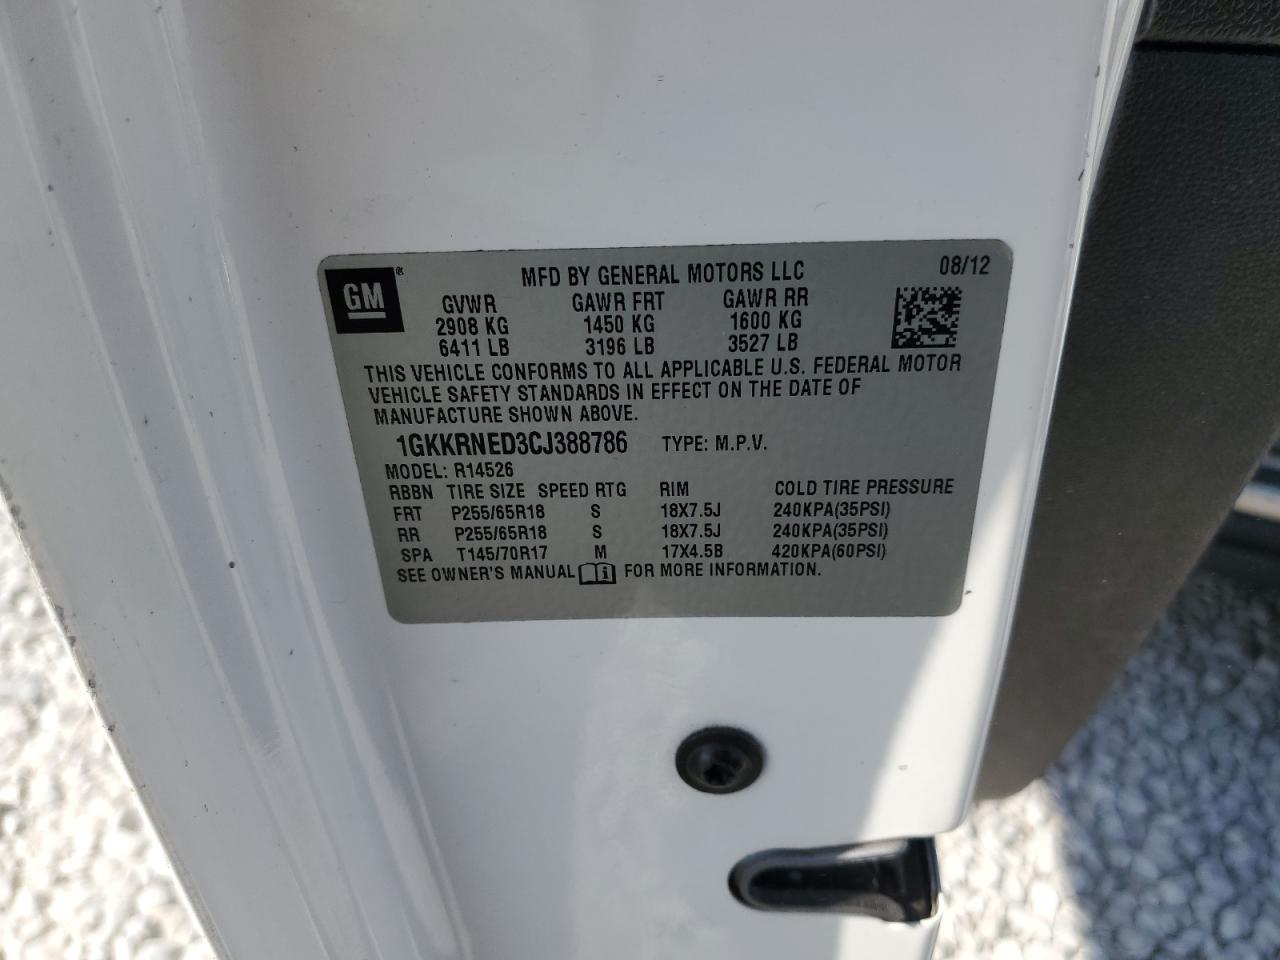 GM®
MFD BY GENERAL MOTORS LLC 08/12
GVWR GAWR FRT GAWR RR
2908 KG 1450 KG 1600 KG
6411 LB 3196 LB 3527 LB
THIS VEHICLE CONFORMS TO ALL APPLICABLE U.S. FEDERAL MOTOR
VEHICLE SAFETY STANDARDS IN EFFECT ON THE DATE OF
MANUFACTURE SHOWN ABOVE.
1GKKRNED3CJ388786 TYPE: M.P.V.
MODEL: R14526
RBBN TIRE SIZE SPEED RTG RIM COLD TIRE PRESSURE
FRT P255/65R18 S 18X7.5J 240KPA(35PSI)
RR P255/65R18 S 18X7.5J 240KPA(35PSI)
SPA T145/70R17 M 17X4.5B 420KPA(60PSI)
SEE OWNER'S MANUAL FOR MORE INFORMATION.